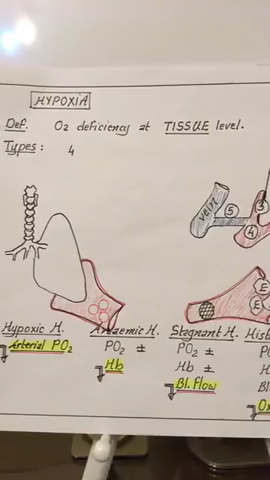 HYPOXIA
Def. O2 deficiency at TISSUE level.
Types: 4
vein 5 3 4
E
E
Hypoxic H. Anaemic H. Stagnant H.
↓ Arterial PO2 PO2 ± PO2 ±
↓ Hb Hb ±
↓ Bl. Flow